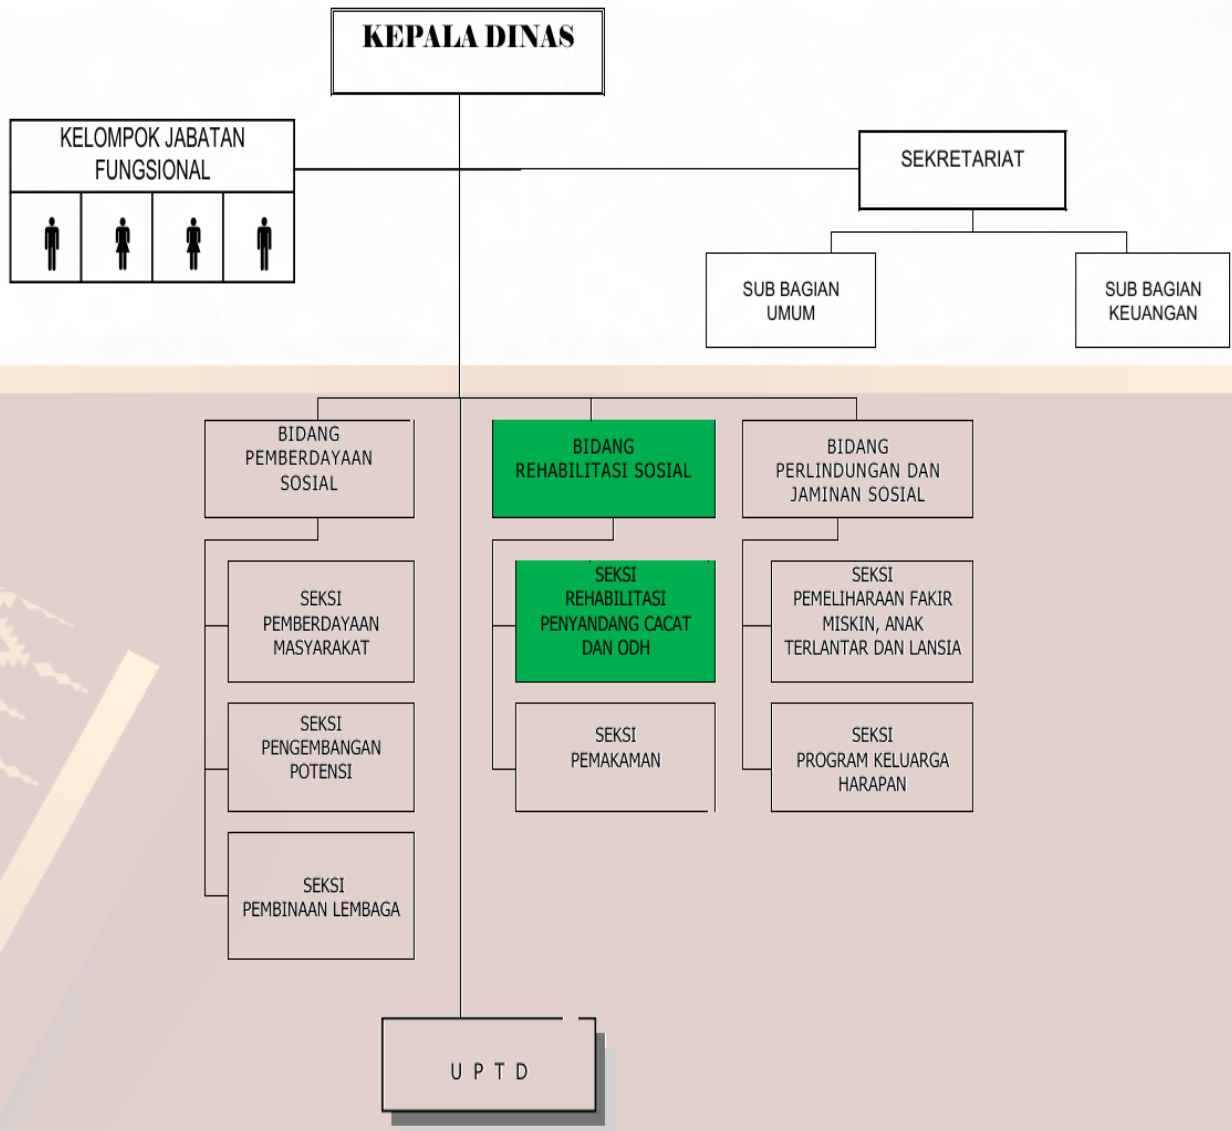 KEPALA DINAS
KELOMPOK JABATAN
FUNGSIONAL
SEKRETARIAT
SUB BAGIAN
UMUM
SUB BAGIAN
KEUANGAN
BIDANG
PEMBERDAYAAN
SOSIAL
BIDANG
REHABILITASI SOSIAL
BIDANG
PERLINDUNGAN DAN
JAMINAN SOSIAL
SEKSI
PEMBERDAYAAN
MASYARAKAT
SEKSI
REHABILITASI
PENYANDANG CACAT
DAN ODH
SEKSI
PEMELIHARAAN FAKIR
MISKIN, ANAK
TERLANTAR DAN LANSIA
SEKSI
PENGEMBANGAN
POTENSI
SEKSI
PEMAKAMAN
SEKSI
PROGRAM KELUARGA
HARAPAN
SEKSI
PEMBINAAN LEMBAGA
U P T D